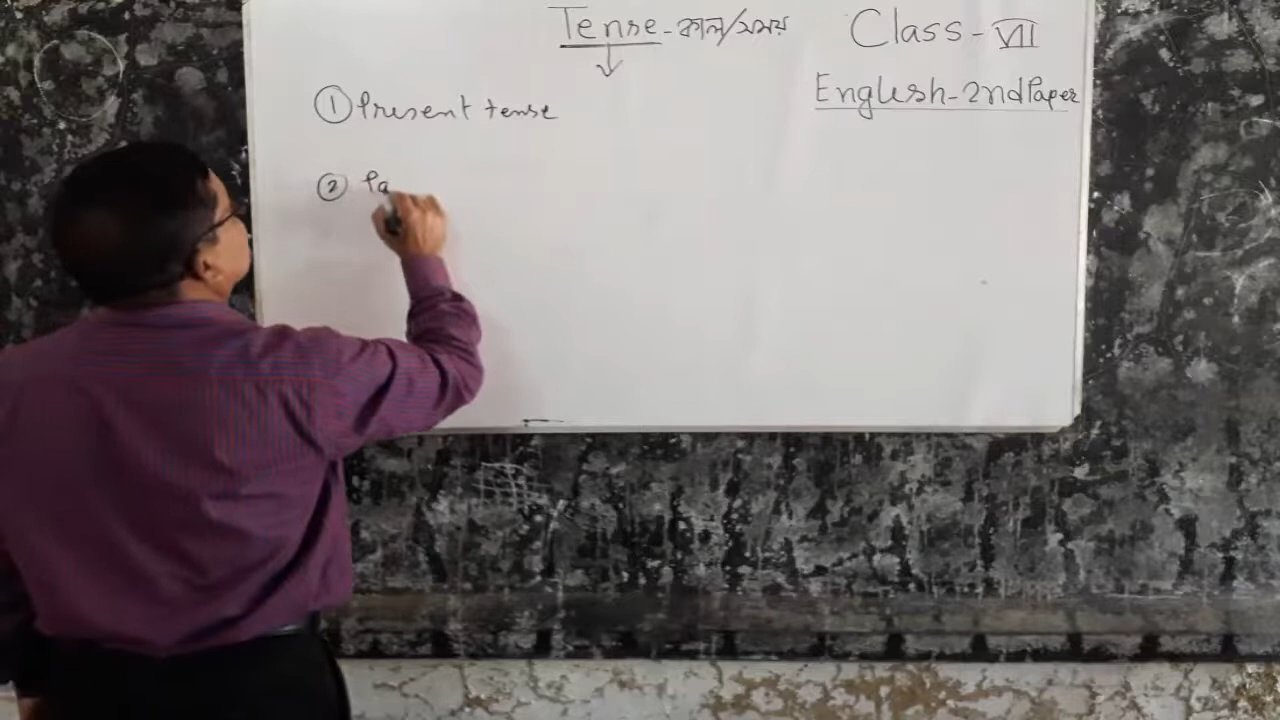 Tense - কাল/সময়
Class - VII
English - 2nd Paper
① Present tense
② Pa